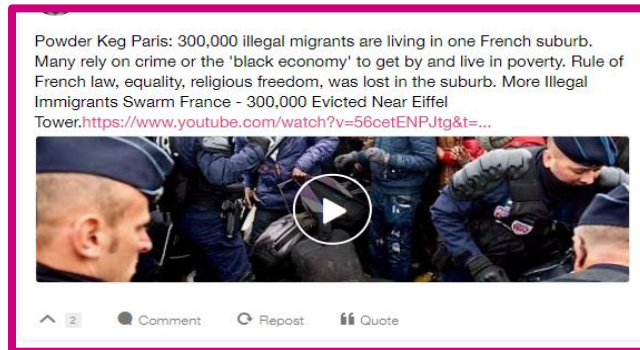 Powder Keg Paris: 300,000 illegal migrants are living in one French suburb.
Many rely on crime or the 'black economy' to get by and live in poverty. Rule of
French law, equality, religious freedom, was lost in the suburb. More Illegal
Immigrants Swarm France - 300,000 Evicted Near Eiffel
Tower.https://www.youtube.com/watch?v=56cetENPJtg&t=...
2 Comment Repost Quote